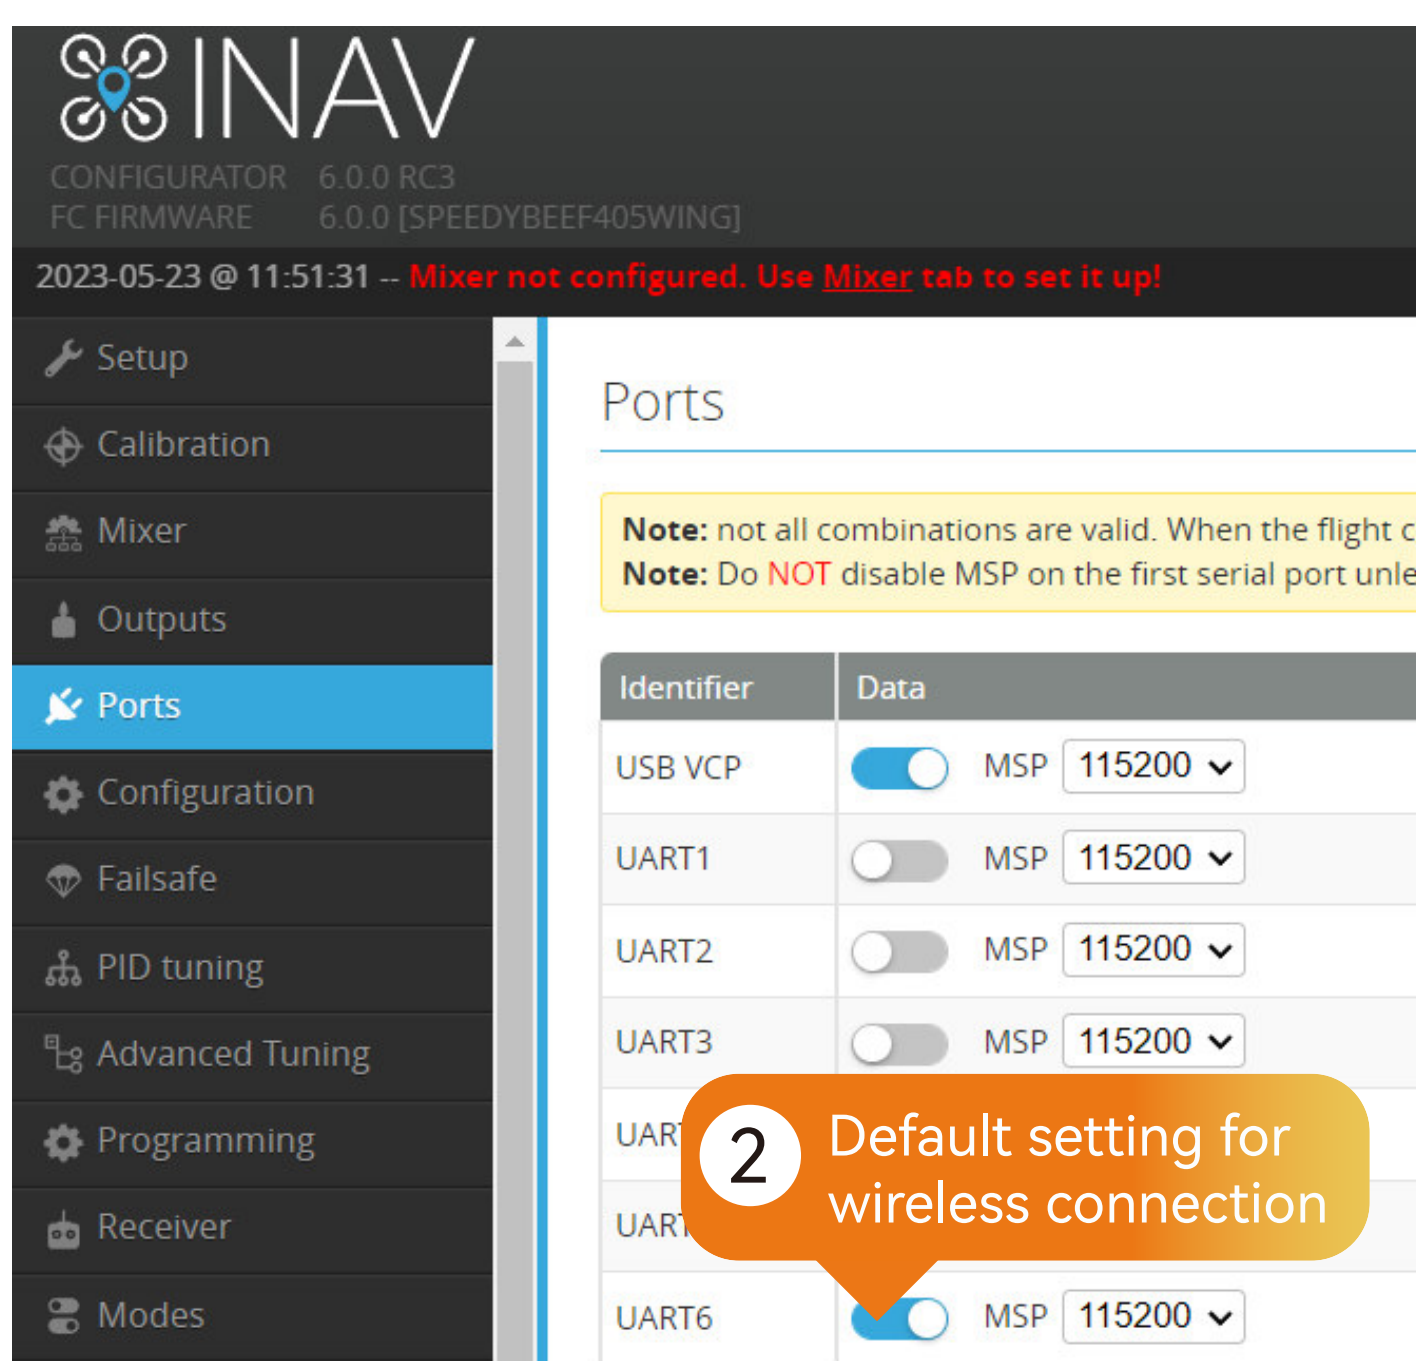 INAV
CONFIGURATOR 6.0.0 RC3
FC FIRMWARE 6.0.0 [SPEEDYBEEF405WING]
2023-05-23 @ 11:51:31 -- Mixer not configured. Use Mixer tab to set it up!
Setup
Calibration
Mixer
Outputs
Ports
Configuration
Failsafe
PID tuning
Advanced Tuning
Programming
Receiver
Modes
Ports
Note: not all combinations are valid. When the flight c
Note: Do NOT disable MSP on the first serial port unle
Identifier Data
USB VCP MSP 115200
UART1 MSP 115200
UART2 MSP 115200
UART3 MSP 115200
UAR
UAR
2 Default setting for
wireless connection
UART6 MSP 115200